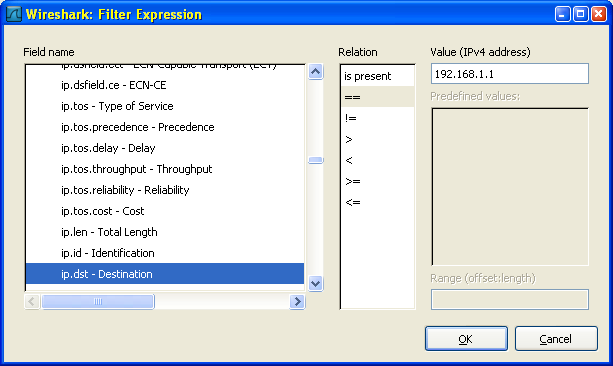 Wireshark: Filter Expression
Field name
ip.dsfield.ect - ECN-Capable Transport (ECT)
ip.dsfield.ce - ECN-CE
ip.tos - Type of Service
ip.tos.precedence - Precedence
ip.tos.delay - Delay
ip.tos.throughput - Throughput
ip.tos.reliability - Reliability
ip.tos.cost - Cost
ip.len - Total Length
ip.id - Identification
ip.dst - Destination
Relation
is present
==
!=
>
<
>=
<=
Value (IPv4 address)
192.168.1.1
Predefined values:
Range (offset:length)
OK
Cancel